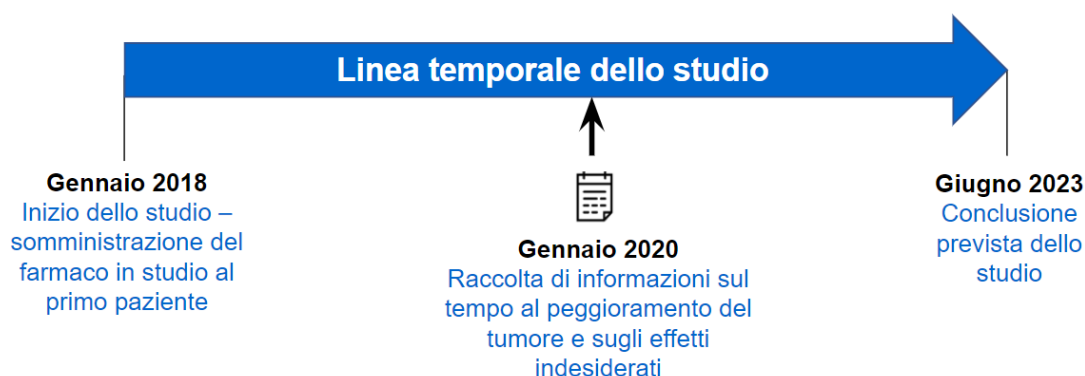 Linea temporale dello studio
Gennaio 2018
Inizio dello studio –
somministrazione del
farmaco in studio al
primo paziente
Gennaio 2020
Raccolta di informazioni sul
tempo al peggioramento del
tumore e sugli effetti
indesiderati
Giugno 2023
Conclusione
prevista dello
studio